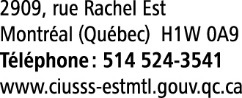 2909, rue Rachel Est
Montréal (Québec)  H1W 0A9
Téléphone : 514 524-3541
www.ciusss-estmtl.gouv.qc.ca